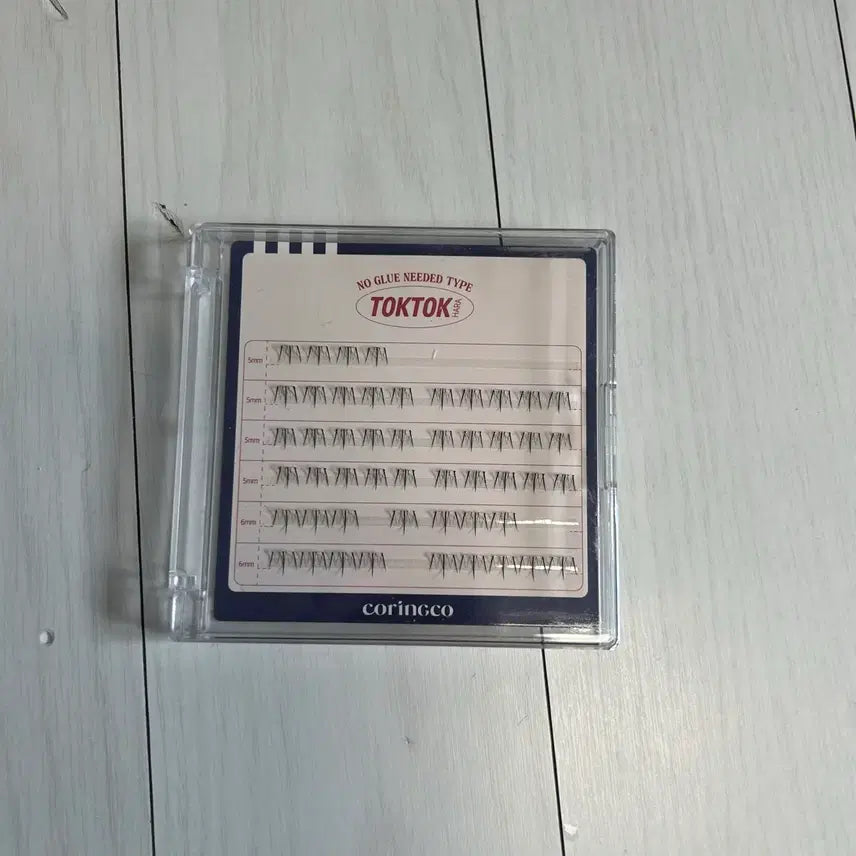 NO GLUE NEEDED TYPE
TOKTOK HARA
5mm
5mm
5mm
5mm
6mm
6mm
coringco